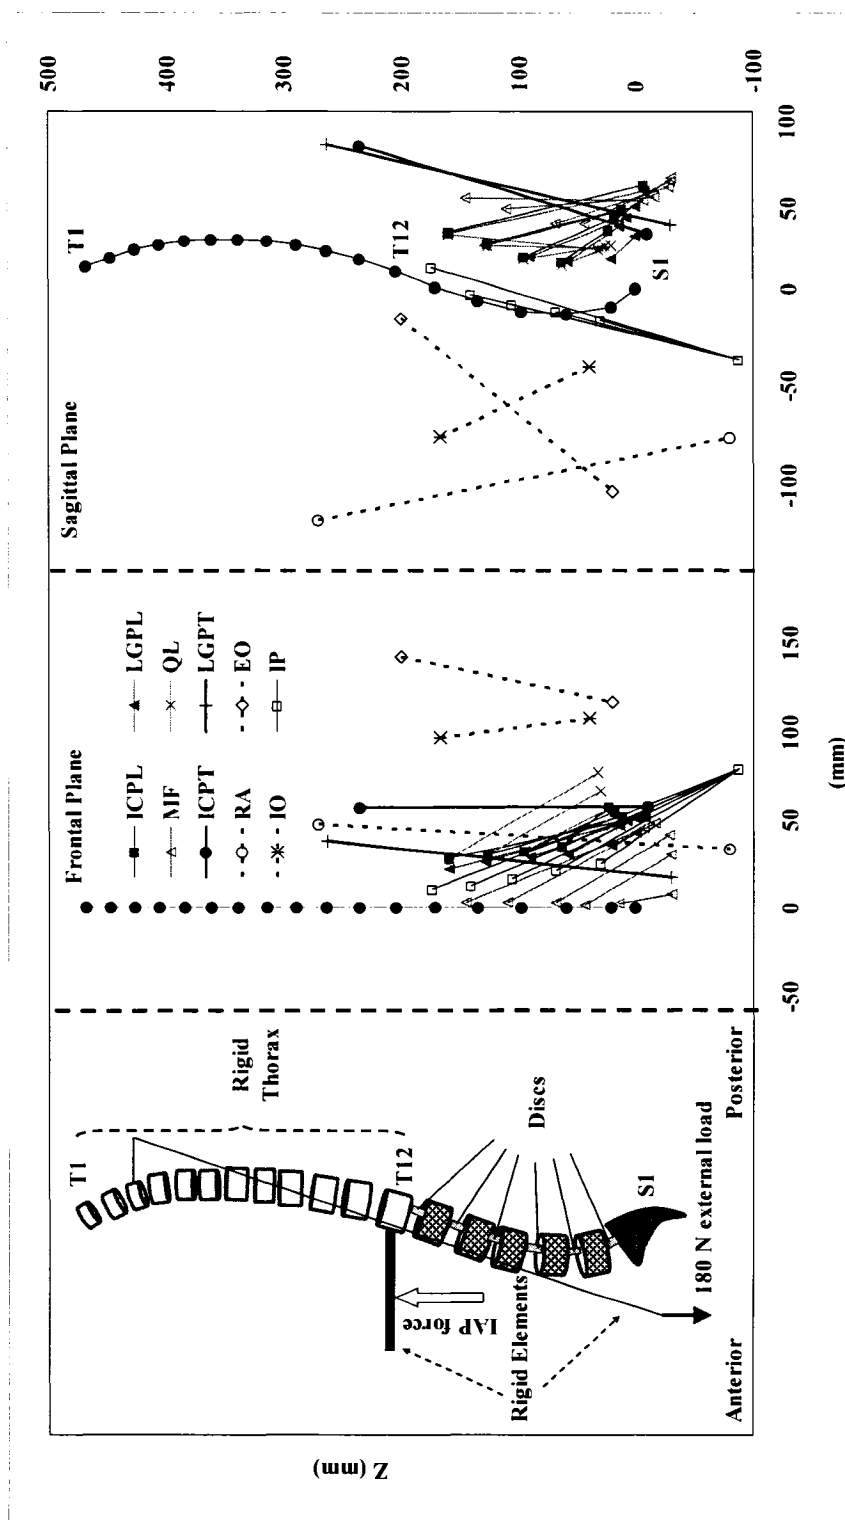 Z (mm)
T1
Rigid
Thorax
T12
IAP force
Rigid Elements
Discs
S1
180 N external load
Anterior
Posterior
Frontal Plane
ICPL
LGPL
MF
QL
ICPT
LGPT
RA
EO
IO
IP
-50
0
50
100
150
(mm)
Sagittal Plane
T1
T12
S1
-100
-50
0
50
100
500
400
300
200
100
0
-100